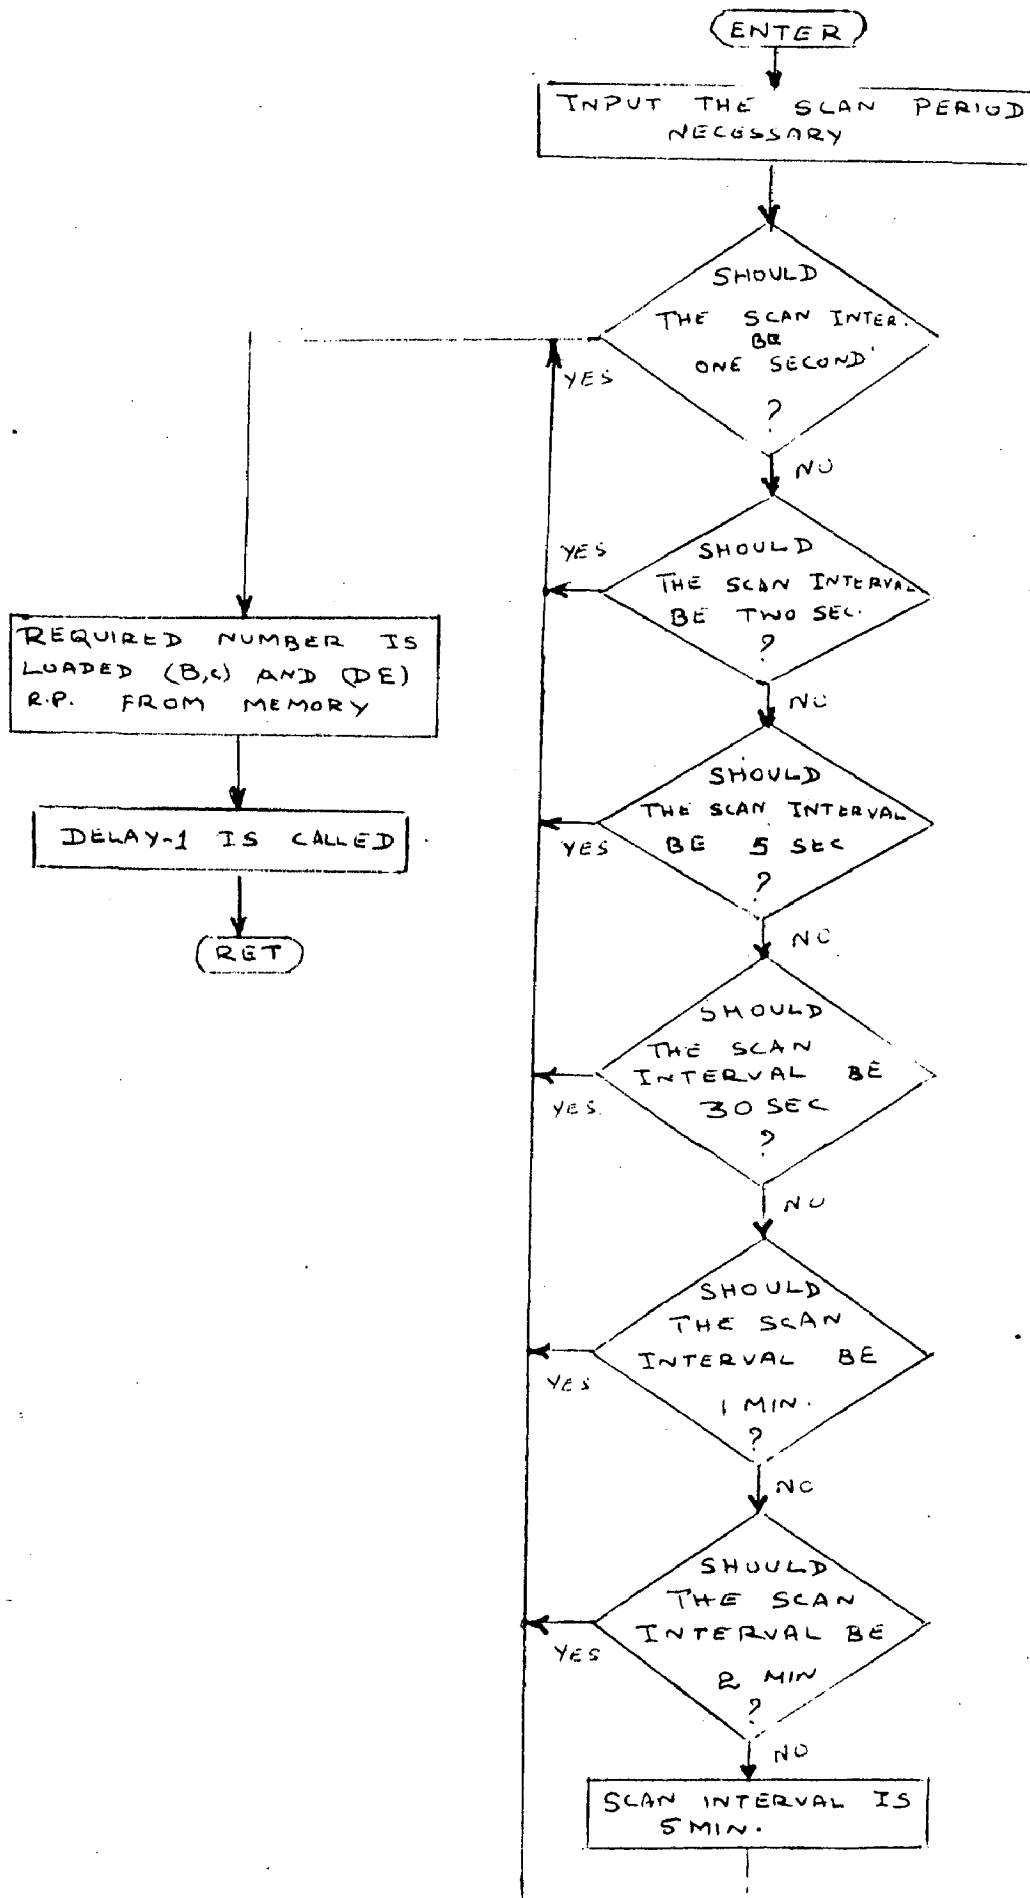 ENTER
INPUT THE SCAN PERIOD
NECESSARY
SHOULD
THE SCAN INTER.
BE
ONE SECOND
?
YES
NO
SHOULD
THE SCAN INTERVAL
BE TWO SEC.
?
YES
NO
SHOULD
THE SCAN INTERVAL
BE 5 SEC
?
YES
NO
SHOULD
THE SCAN
INTERVAL BE
30 SEC
?
YES
NO
SHOULD
THE SCAN
INTERVAL BE
1 MIN.
?
YES
NO
SHOULD
THE SCAN
INTERVAL BE
2 MIN
?
YES
NO
SCAN INTERVAL IS
5 MIN.
REQUIRED NUMBER IS
LOADED (B,C) AND (DE)
R.P. FROM MEMORY
DELAY-1 IS CALLED
RET